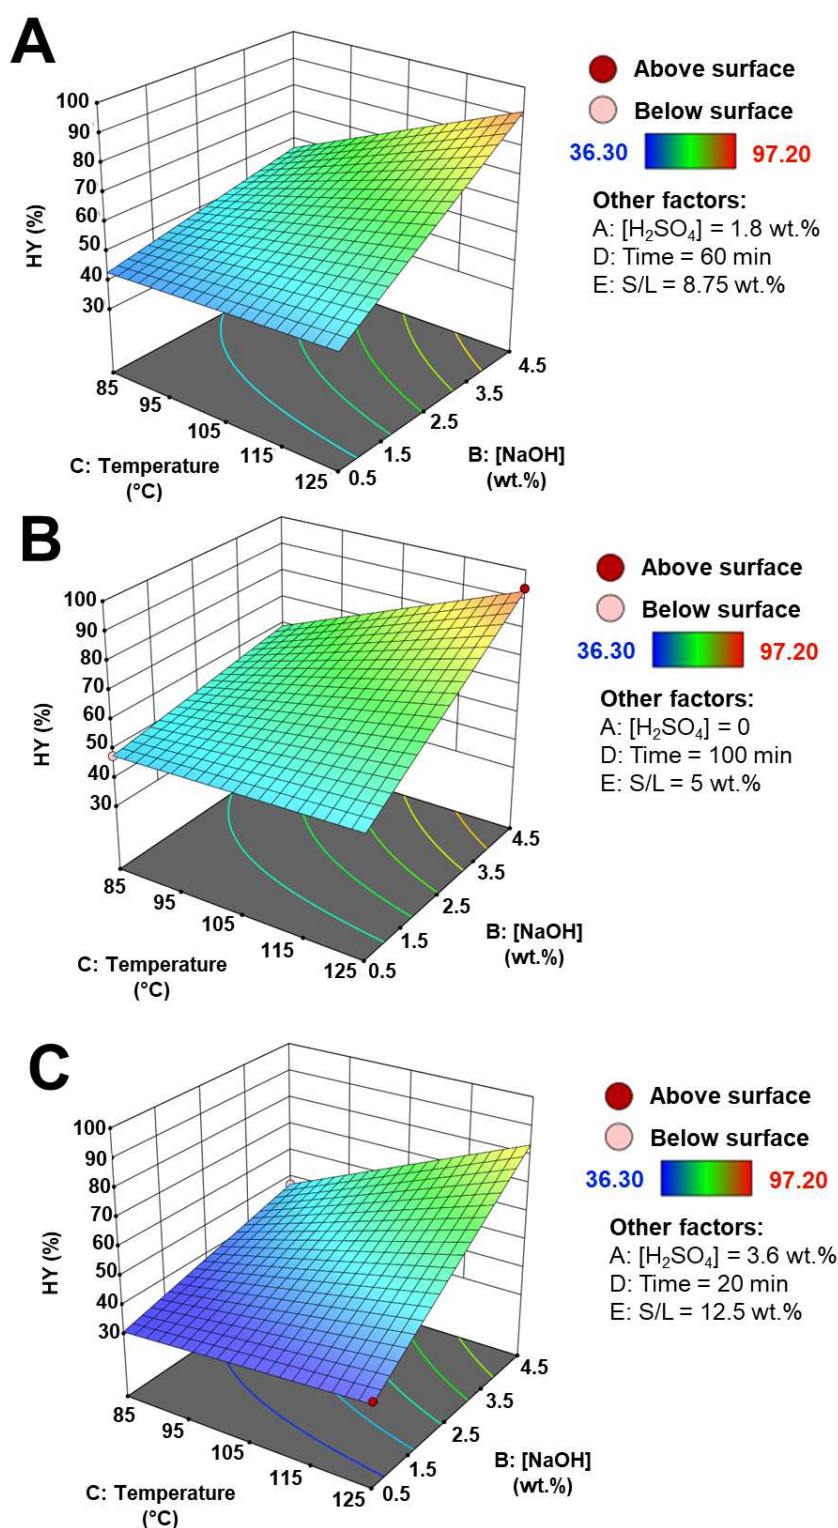 A
Above surface
Below surface
36.30
97.20
Other factors:
A: [H₂SO₄] = 1.8 wt.%
D: Time = 60 min
E: S/L = 8.75 wt.%
100
90
80
70
60
50
40
30
HY (%)
85
95
105
115
125
C: Temperature
(°C)
0.5
1.5
2.5
3.5
4.5
B: [NaOH]
(wt.%)
B
Above surface
Below surface
36.30
97.20
Other factors:
A: [H₂SO₄] = 0
D: Time = 100 min
E: S/L = 5 wt.%
100
90
80
70
60
50
40
30
HY (%)
85
95
105
115
125
C: Temperature
(°C)
0.5
1.5
2.5
3.5
4.5
B: [NaOH]
(wt.%)
C
Above surface
Below surface
36.30
97.20
Other factors:
A: [H₂SO₄] = 3.6 wt.%
D: Time = 20 min
E: S/L = 12.5 wt.%
100
90
80
70
60
50
40
30
HY (%)
85
95
105
115
125
C: Temperature
(°C)
0.5
1.5
2.5
3.5
4.5
B: [NaOH]
(wt.%)